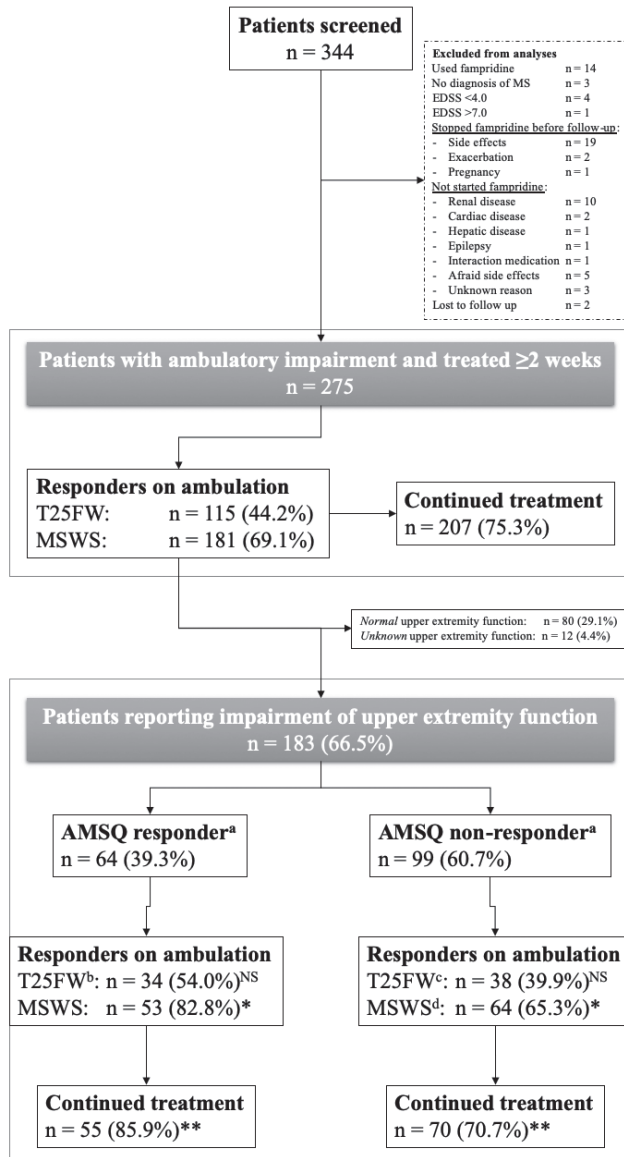 Patients screened
n = 344
Excluded from analyses
Used fampridine n = 14
No diagnosis of MS n = 3
EDSS <4.0 n = 4
EDSS >7.0 n = 1
Stopped fampridine before follow-up:
- Side effects n = 19
- Exacerbation n = 2
- Pregnancy n = 1
Not started fampridine:
- Renal disease n = 10
- Cardiac disease n = 2
- Hepatic disease n = 1
- Epilepsy n = 1
- Interaction medication n = 1
- Afraid side effects n = 5
- Unknown reason n = 3
Lost to follow up n = 2
Patients with ambulatory impairment and treated ≥2 weeks
n = 275
Responders on ambulation
T25FW: n = 115 (44.2%)
MSWS: n = 181 (69.1%)
Continued treatment
n = 207 (75.3%)
Normal upper extremity function: n = 80 (29.1%)
Unknown upper extremity function: n = 12 (4.4%)
Patients reporting impairment of upper extremity function
n = 183 (66.5%)
AMSQ responderᵃ
n = 64 (39.3%)
AMSQ non-responderᵃ
n = 99 (60.7%)
Responders on ambulation
T25FWᵇ: n = 34 (54.0%)ᴺˢ
MSWS: n = 53 (82.8%)*
Responders on ambulation
T25FWᶜ: n = 38 (39.9%)ᴺˢ
MSWSᵈ: n = 64 (65.3%)*
Continued treatment
n = 55 (85.9%)**
Continued treatment
n = 70 (70.7%)**